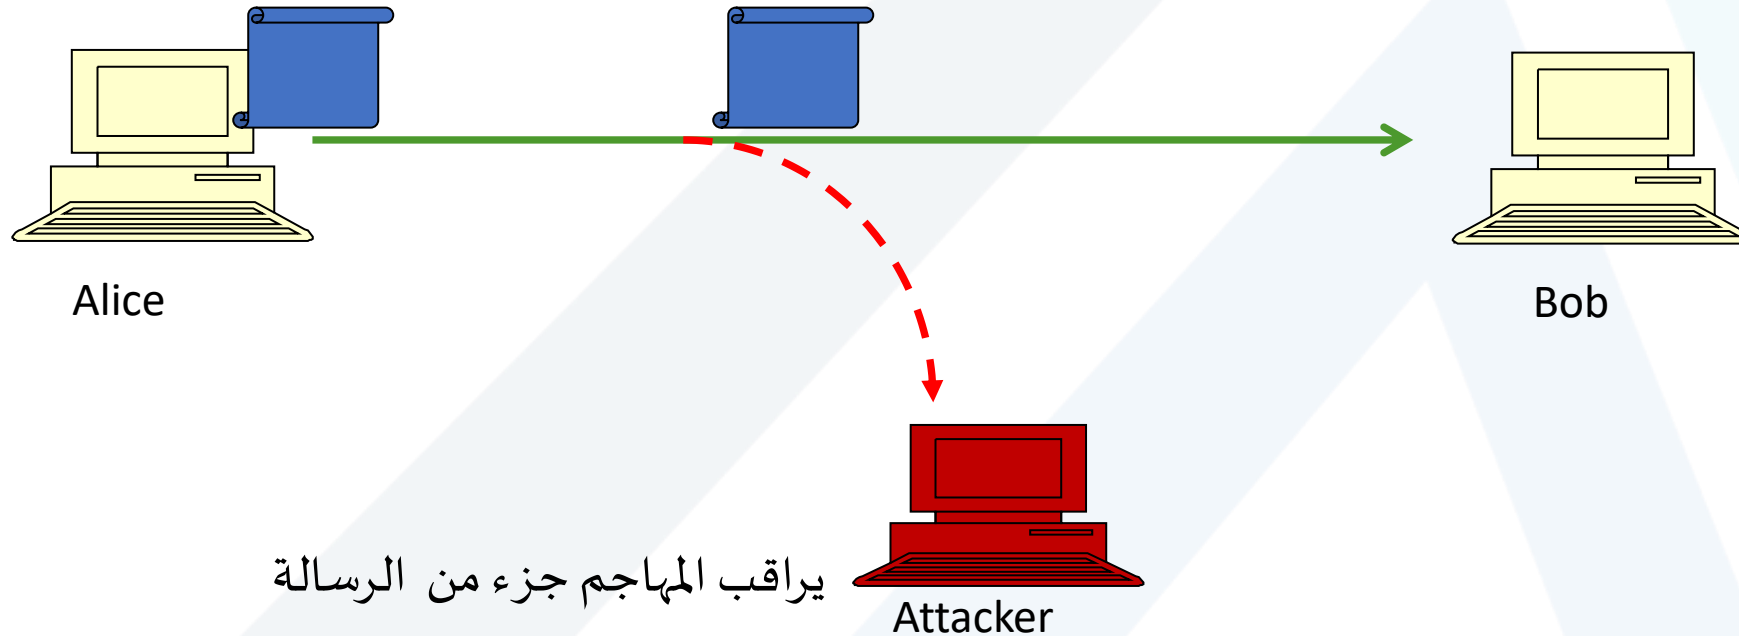 Alice
Bob
يراقب المهاجم جزء من الرسالة
Attacker